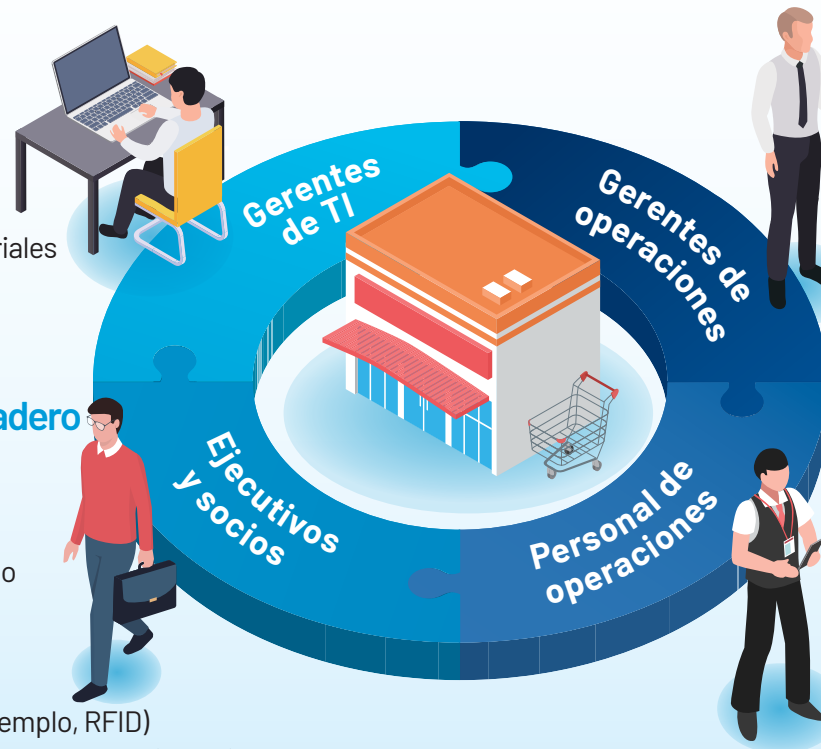 Gerentes
de TI
Gerentes de
operaciones
riales
adero
Ejecutivos
y socios
Personal de
operaciones
o
emplo, RFID)